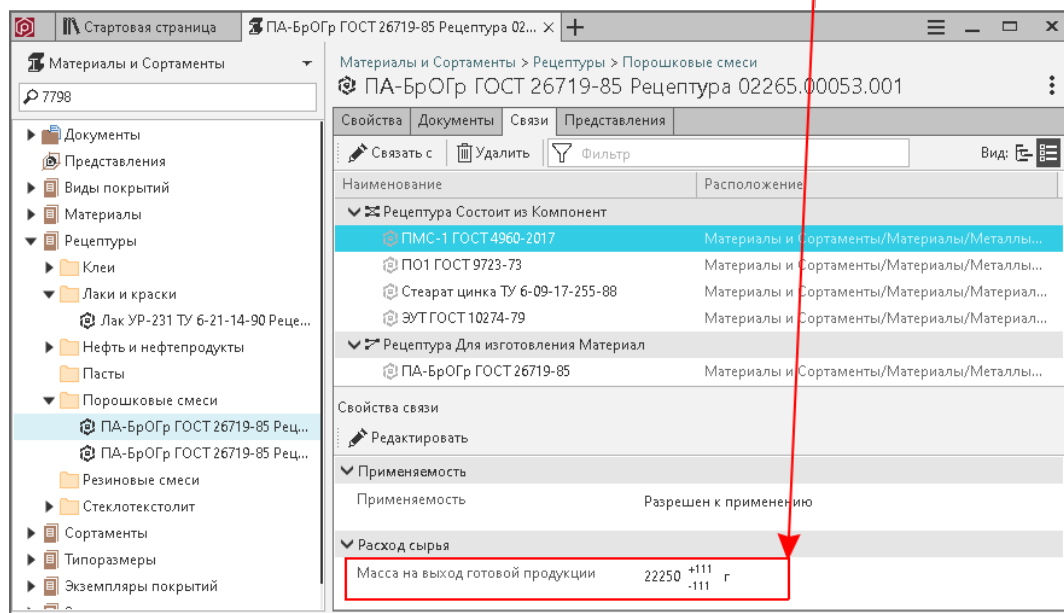 Стартовая страница
ПА-БрОГр ГОСТ 26719-85 Рецептура 02...
Материалы и Сортаменты
7798
Документы
Представления
Виды покрытий
Материалы
Рецептуры
Клеи
Лаки и краски
Лак УР-231 ТУ 6-21-14-90 Реце...
Нефть и нефтепродукты
Пасты
Порошковые смеси
ПА-БрОГр ГОСТ 26719-85 Рец...
ПА-БрОГр ГОСТ 26719-85 Рец...
Резиновые смеси
Стеклотекстолит
Сортаменты
Типоразмеры
Экземпляры покрытий
Материалы и Сортаменты > Рецептуры > Порошковые смеси
ПА-БрОГр ГОСТ 26719-85 Рецептура 02265.00053.001
Свойства Документы Связи Представления
Связать с Удалить Фильтр Вид:
Наименование Расположение
Рецептура Состоит из Компонент
ПМС-1 ГОСТ 4960-2017 Материалы и Сортаменты/Материалы/Металлы...
ПО1 ГОСТ 9723-73 Материалы и Сортаменты/Материалы/Металлы...
Стеарат цинка ТУ 6-09-17-255-88 Материалы и Сортаменты/Материалы/Материал...
ЭУТ ГОСТ 10274-79 Материалы и Сортаменты/Материалы/Материал...
Рецептура Для изготовления Материал
ПА-БрОГр ГОСТ 26719-85 Материалы и Сортаменты/Материалы/Металлы...
Свойства связи
Редактировать
Применяемость
Применяемость Разрешен к применению
Расход сырья
Масса на выход готовой продукции 22250 +111 -111 г